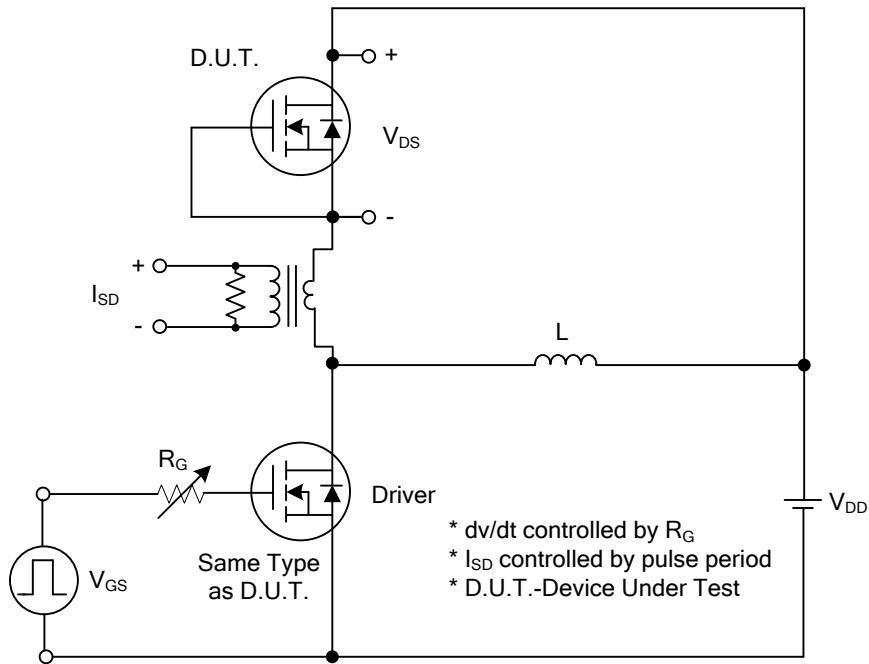 D.U.T.
+
V_DS
-
+
I_SD
-
L
R_G
Driver
V_DD
Same Type
as D.U.T.
V_GS
* dv/dt controlled by R_G
* I_SD controlled by pulse period
* D.U.T.-Device Under Test